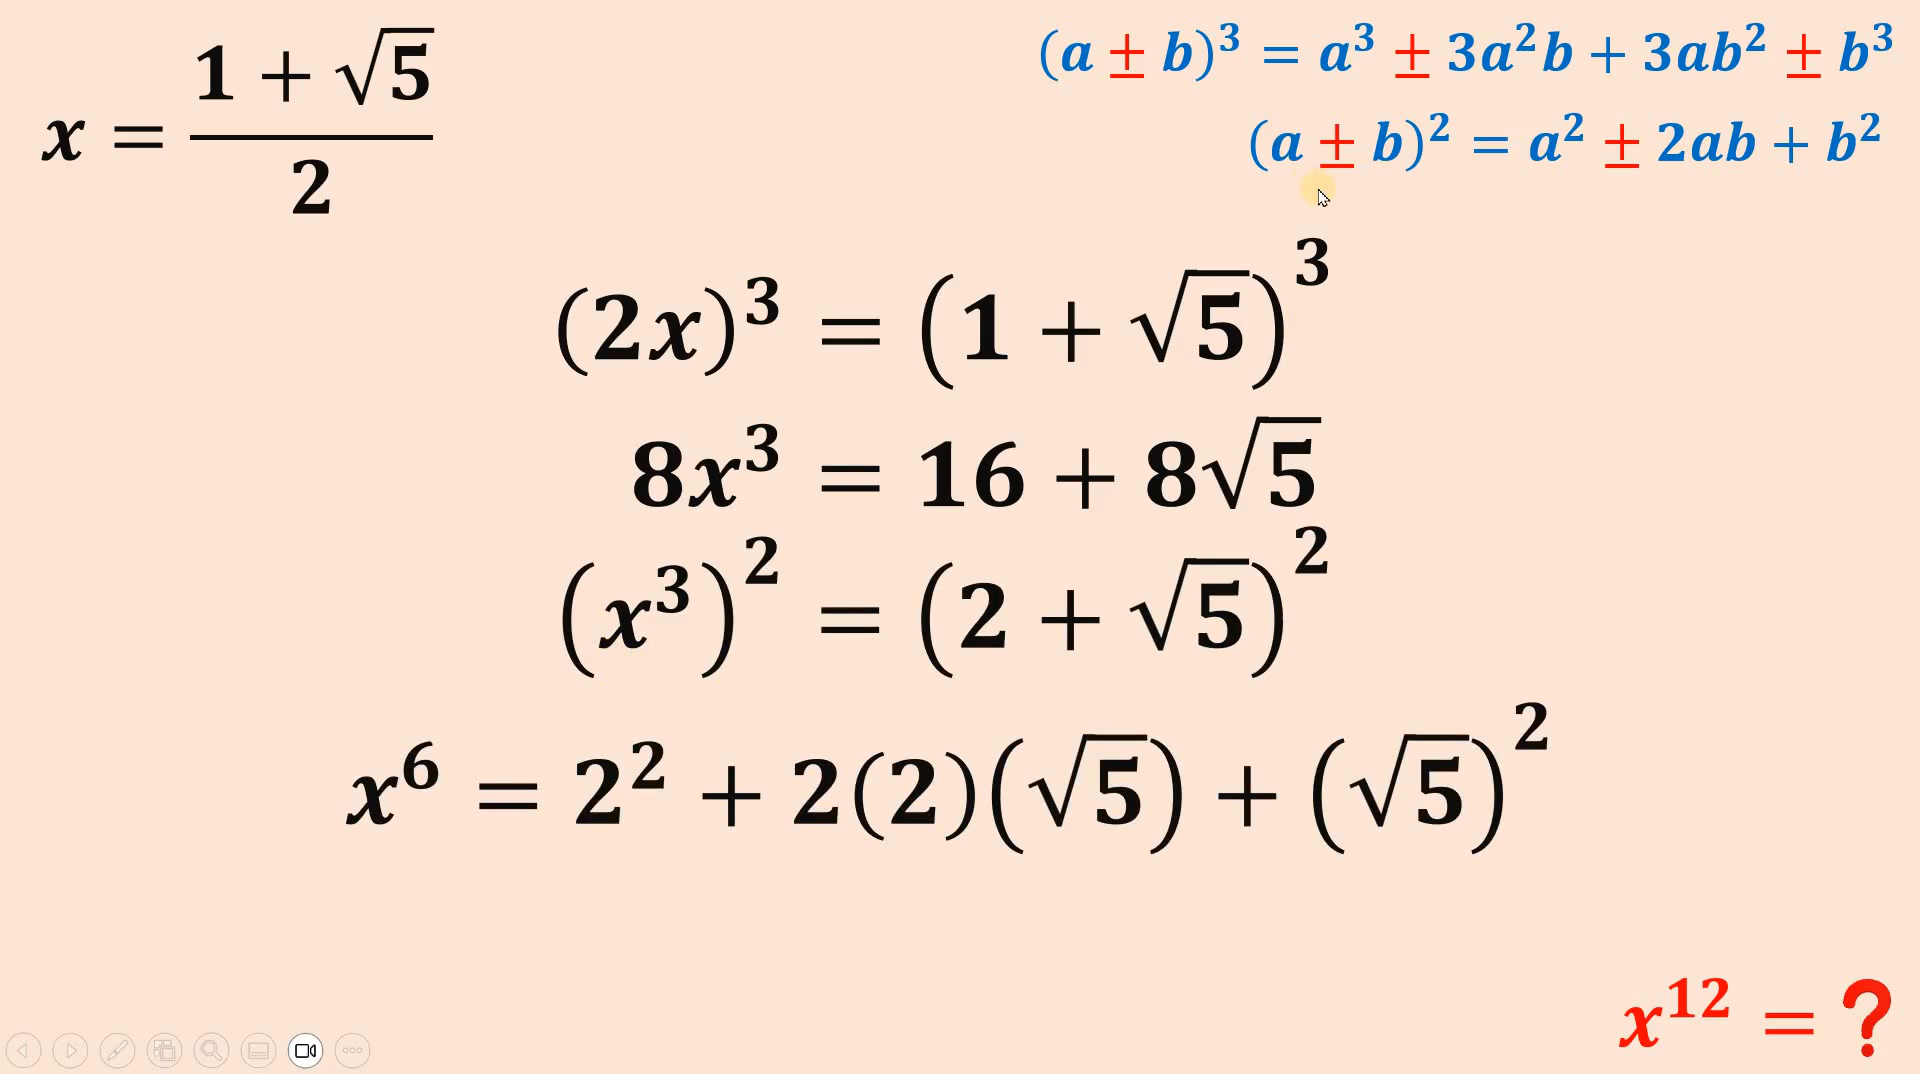 x = (1 + √5)/2
(a ± b)³ = a³ ± 3a²b + 3ab² ± b³
(a ± b)² = a² ± 2ab + b²
(2x)³ = (1 + √5)³
8x³ = 16 + 8√5
(x³)² = (2 + √5)²
x⁶ = 2² + 2(2)(√5) + (√5)²
x¹² = ?